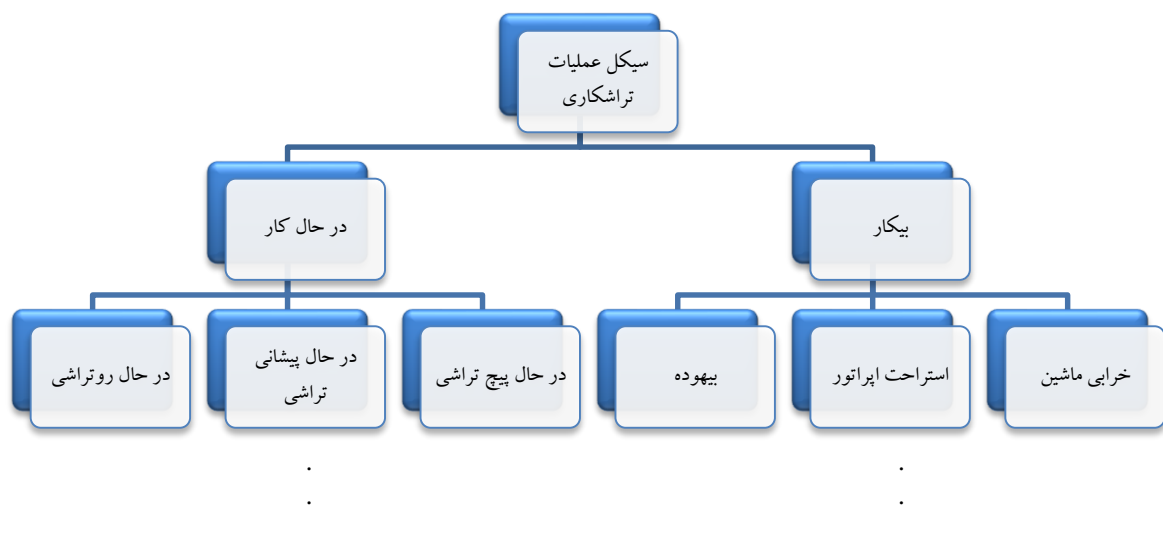 سیکل عملیات
تراشکاری
بیکار
در حال کار
خرابی ماشین
استراحت اپراتور
بیهوده
در حال پیچ تراشی
در حال پیشانی
تراشی
در حال روتراشی
. .
. .